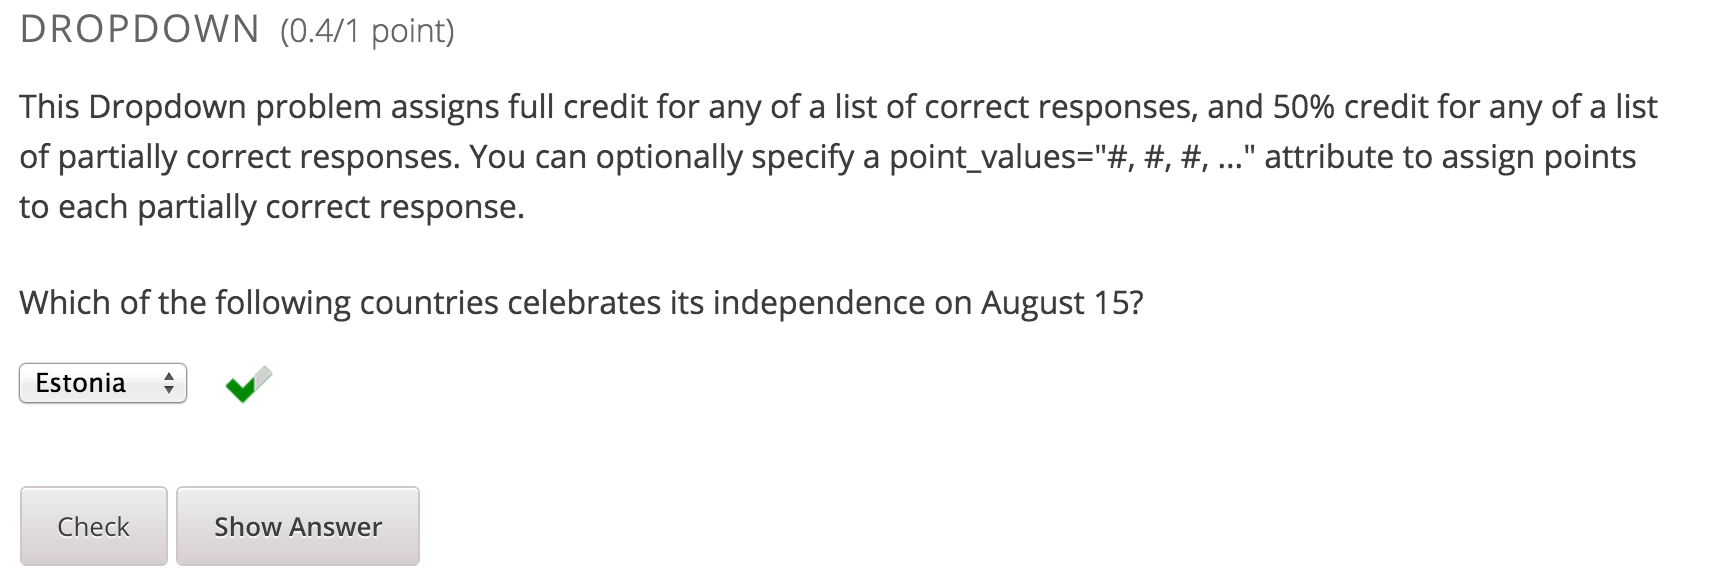 DROPDOWN (0.4/1 point)
This Dropdown problem assigns full credit for any of a list of correct responses, and 50% credit for any of a list
of partially correct responses. You can optionally specify a point_values="#, #, #, ..." attribute to assign points
to each partially correct response.
Which of the following countries celebrates its independence on August 15?
Estonia
Check Show Answer